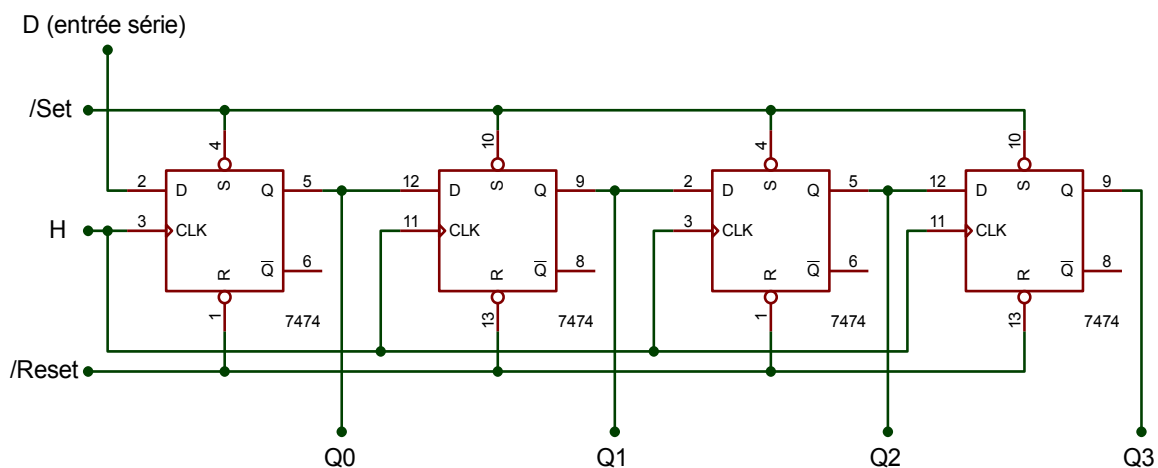 D (entrée série)
/Set
4
10
4
10
2 D S Q 5
12 D S Q 9
2 D S Q 5
12 D S Q 9
H
3 CLK
11 CLK
3 CLK
11 CLK
R Q 6
R Q 8
R Q 6
R Q 8
1 7474
13 7474
1 7474
13 7474
/Reset
Q0 Q1 Q2 Q3